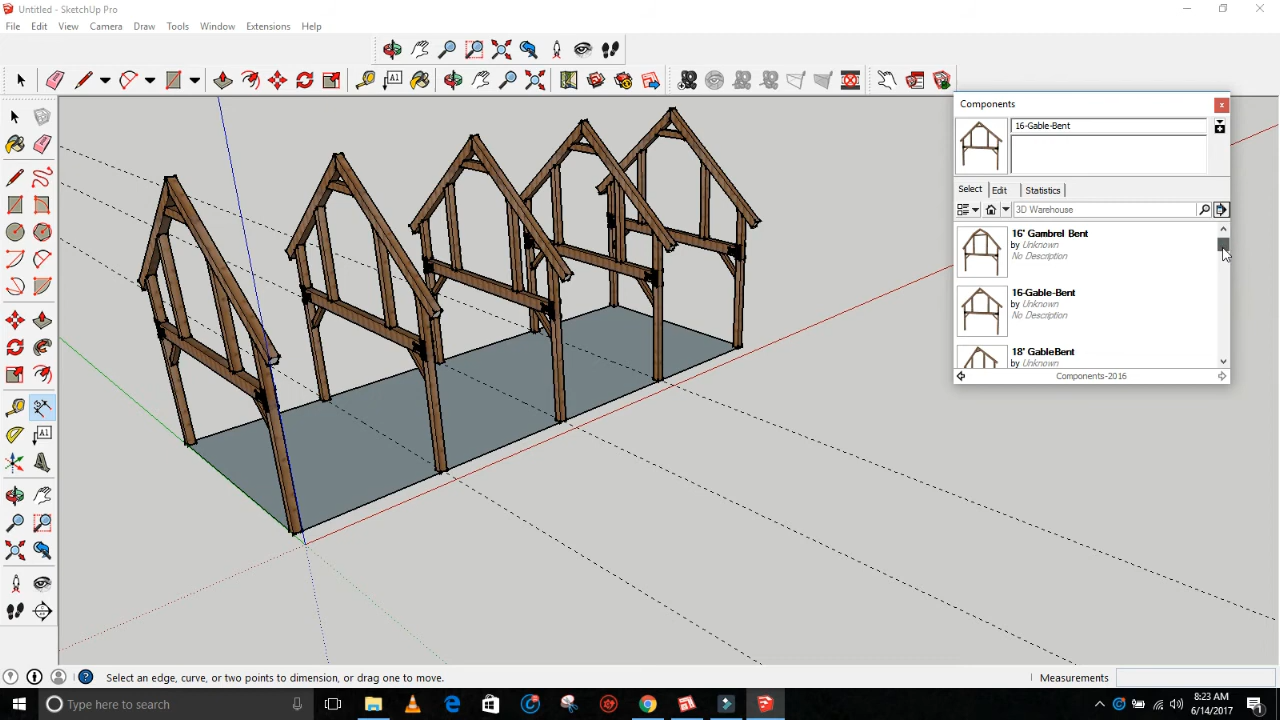 Untitled - SketchUp Pro
File Edit View Camera Draw Tools Window Extensions Help
A1
Components
16-Gable-Bent
Select Edit Statistics
3D Warehouse
16' Gambrel Bent
by Unknown
No Description
16-Gable-Bent
by Unknown
No Description
18' GableBent
by Unknown
Components-2016
A1
Select an edge, curve, or two points to dimension, or drag one to move.
Measurements
Type here to search
8:23 AM
6/14/2017